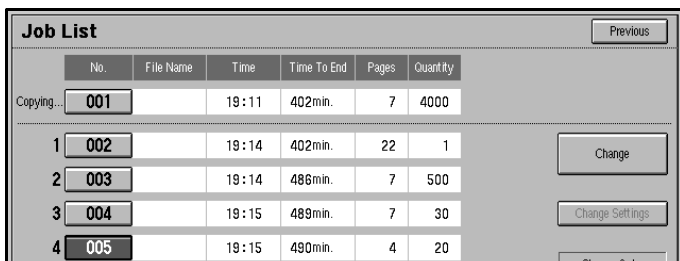 Job List Previous
No. File Name Time Time To End Pages Quantity
Copying... 001 19:11 402min. 7 4000
1 002 19:14 402min. 22 1
Change
2 003 19:14 486min. 7 500
3 004 19:15 489min. 7 30 Change Settings
4 005 19:15 490min. 4 20